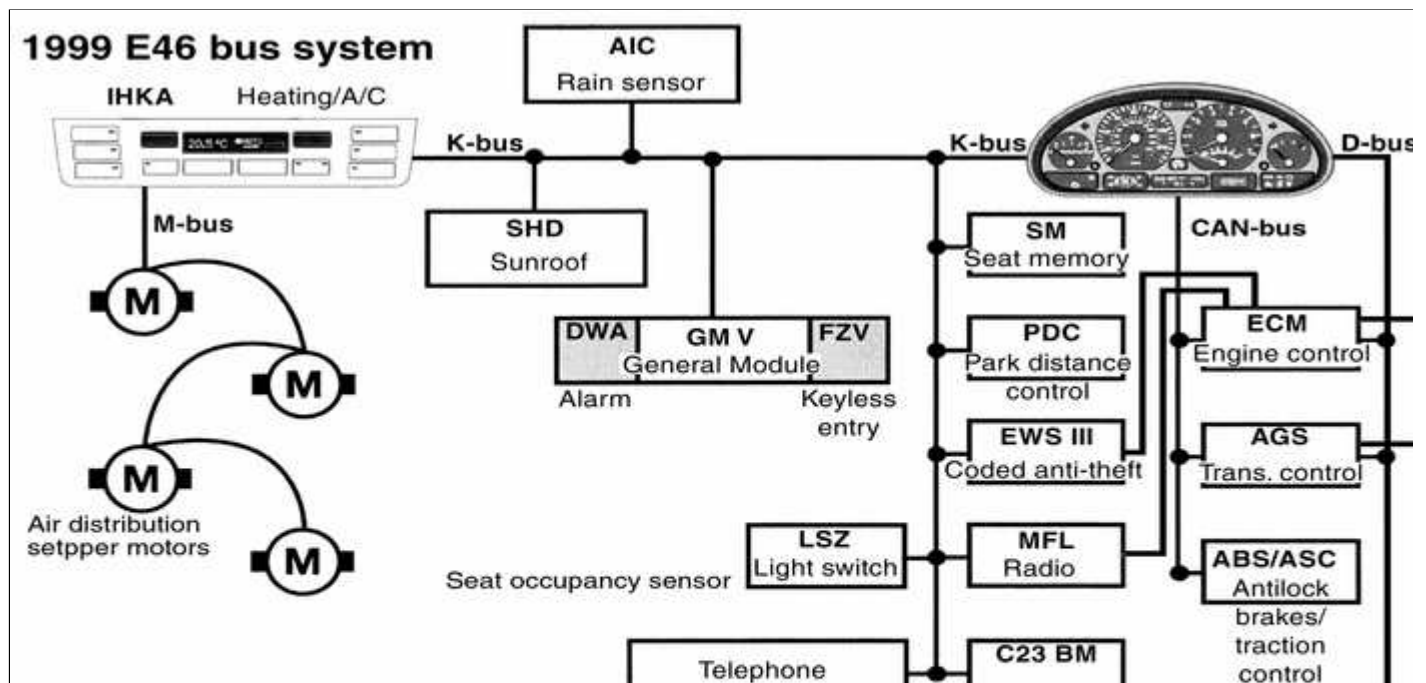 1999 E46 bus system
IHKA
Heating/A/C
20,5°C
AUTO
K-bus
M-bus
M
M
M
M
Air distribution
setpper motors
AIC
Rain sensor
SHD
Sunroof
DWA
GM V
FZV
General Module
Alarm
Keyless
entry
K-bus
D-bus
CAN-bus
SM
Seat memory
PDC
Park distance
control
EWS III
Coded anti-theft
MFL
Radio
LSZ
Light switch
Seat occupancy sensor
Telephone
C23 BM
ECM
Engine control
AGS
Trans. control
ABS/ASC
Antilock
brakes/
traction
control